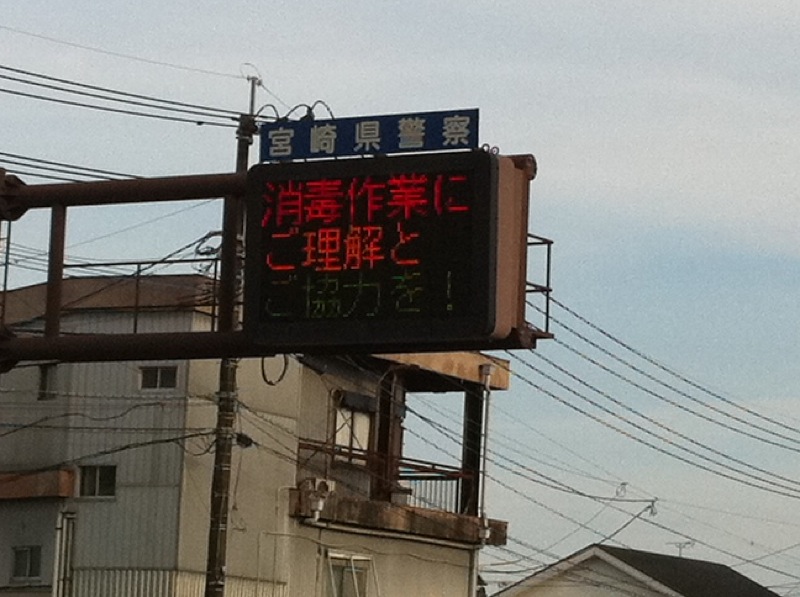 宮崎県警察
消毒作業に
ご理解と
ご協力を!